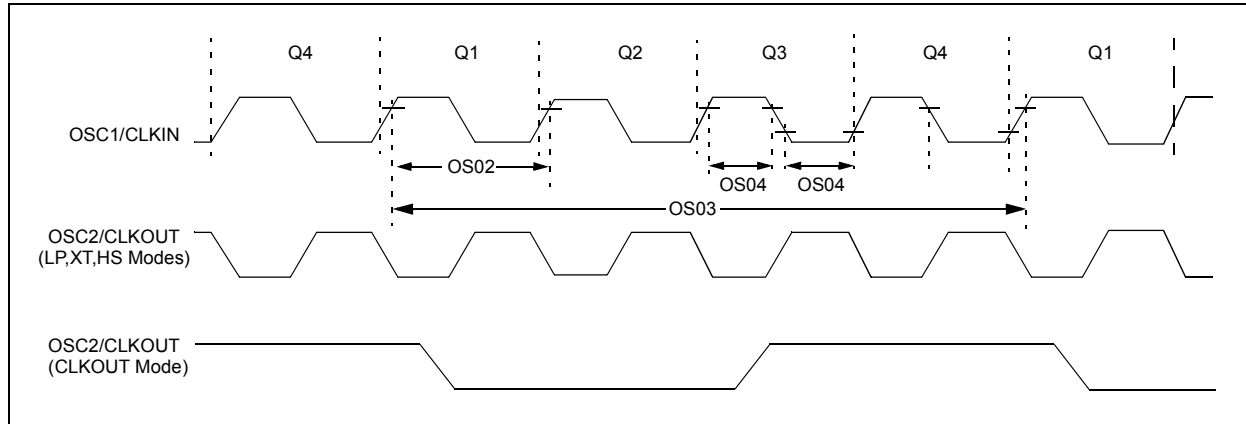 Q4 Q1 Q2 Q3 Q4 Q1
OSC1/CLKIN
OS02
OS04 OS04
OS03
OSC2/CLKOUT
(LP,XT,HS Modes)
OSC2/CLKOUT
(CLKOUT Mode)